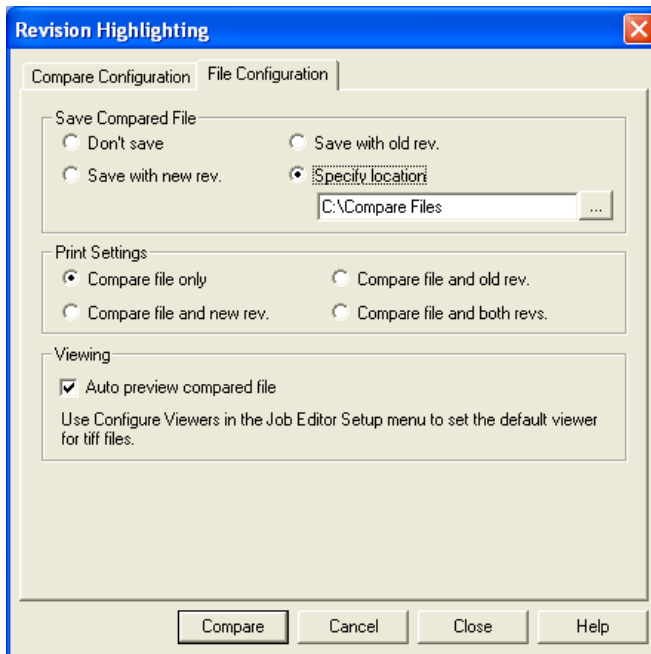 Revision Highlighting
Compare Configuration File Configuration
Save Compared File
Don't save Save with old rev.
Save with new rev. Specify location
C:\Compare Files ...
Print Settings
Compare file only Compare file and old rev.
Compare file and new rev. Compare file and both revs.
Viewing
Auto preview compared file
Use Configure Viewers in the Job Editor Setup menu to set the default viewer
for tiff files.
Compare Cancel Close Help